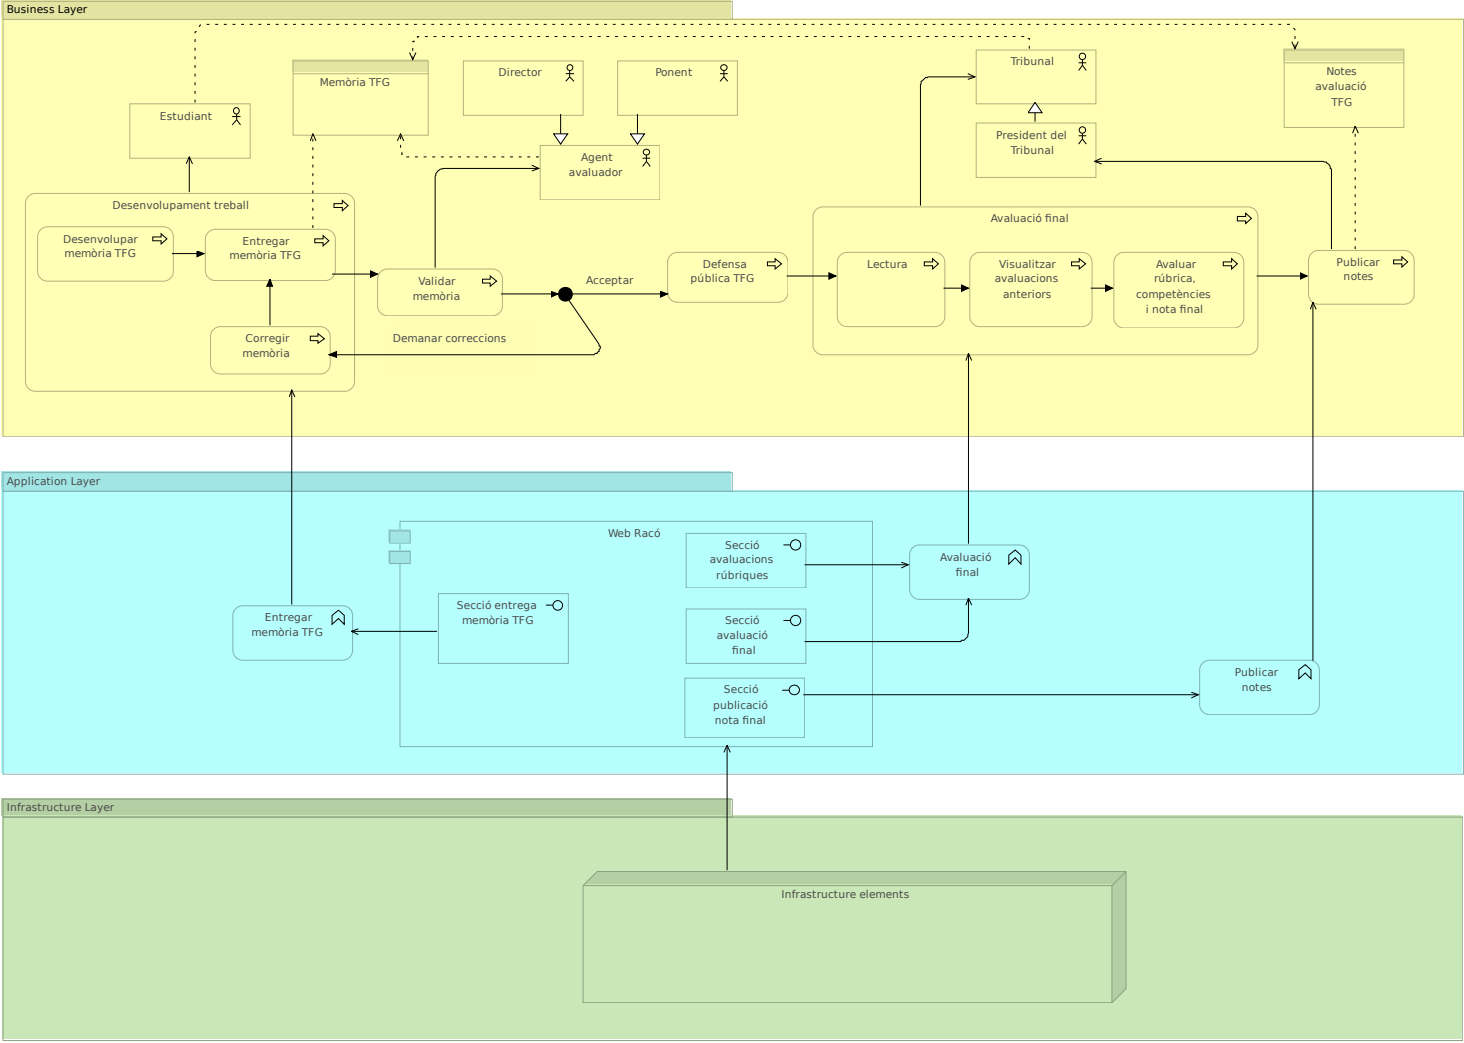 Business Layer
Estudiant
Memòria TFG
Director
Ponent
Agent
avaluador
Tribunal
President del
Tribunal
Notes
avaluació
TFG
Desenvolupament treball
Desenvolupar
memòria TFG
Entregar
memòria TFG
Corregir
memòria
Validar
memòria
Acceptar
Demanar correccions
Defensa
pública TFG
Avaluació final
Lectura
Visualitzar
avaluacions
anteriors
Avaluar
rúbrica,
competències
i nota final
Publicar
notes
Application Layer
Web Racó
Entregar
memòria TFG
Secció entrega
memòria TFG
Secció
avaluacions
rúbriques
Secció
avaluació
final
Secció
publicació
nota final
Avaluació
final
Publicar
notes
Infrastructure Layer
Infrastructure elements